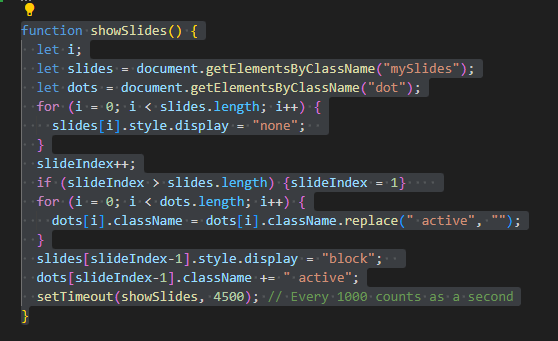 function showSlides() {
  let i;
  let slides = document.getElementsByClassName("mySlides");
  let dots = document.getElementsByClassName("dot");
  for (i = 0; i < slides.length; i++) {
    slides[i].style.display = "none";
  }
  slideIndex++;
  if (slideIndex > slides.length) {slideIndex = 1}
  for (i = 0; i < dots.length; i++) {
    dots[i].className = dots[i].className.replace(" active", "");
  }
  slides[slideIndex-1].style.display = "block";
  dots[slideIndex-1].className += " active";
  setTimeout(showSlides, 4500); // Every 1000 counts as a second
}